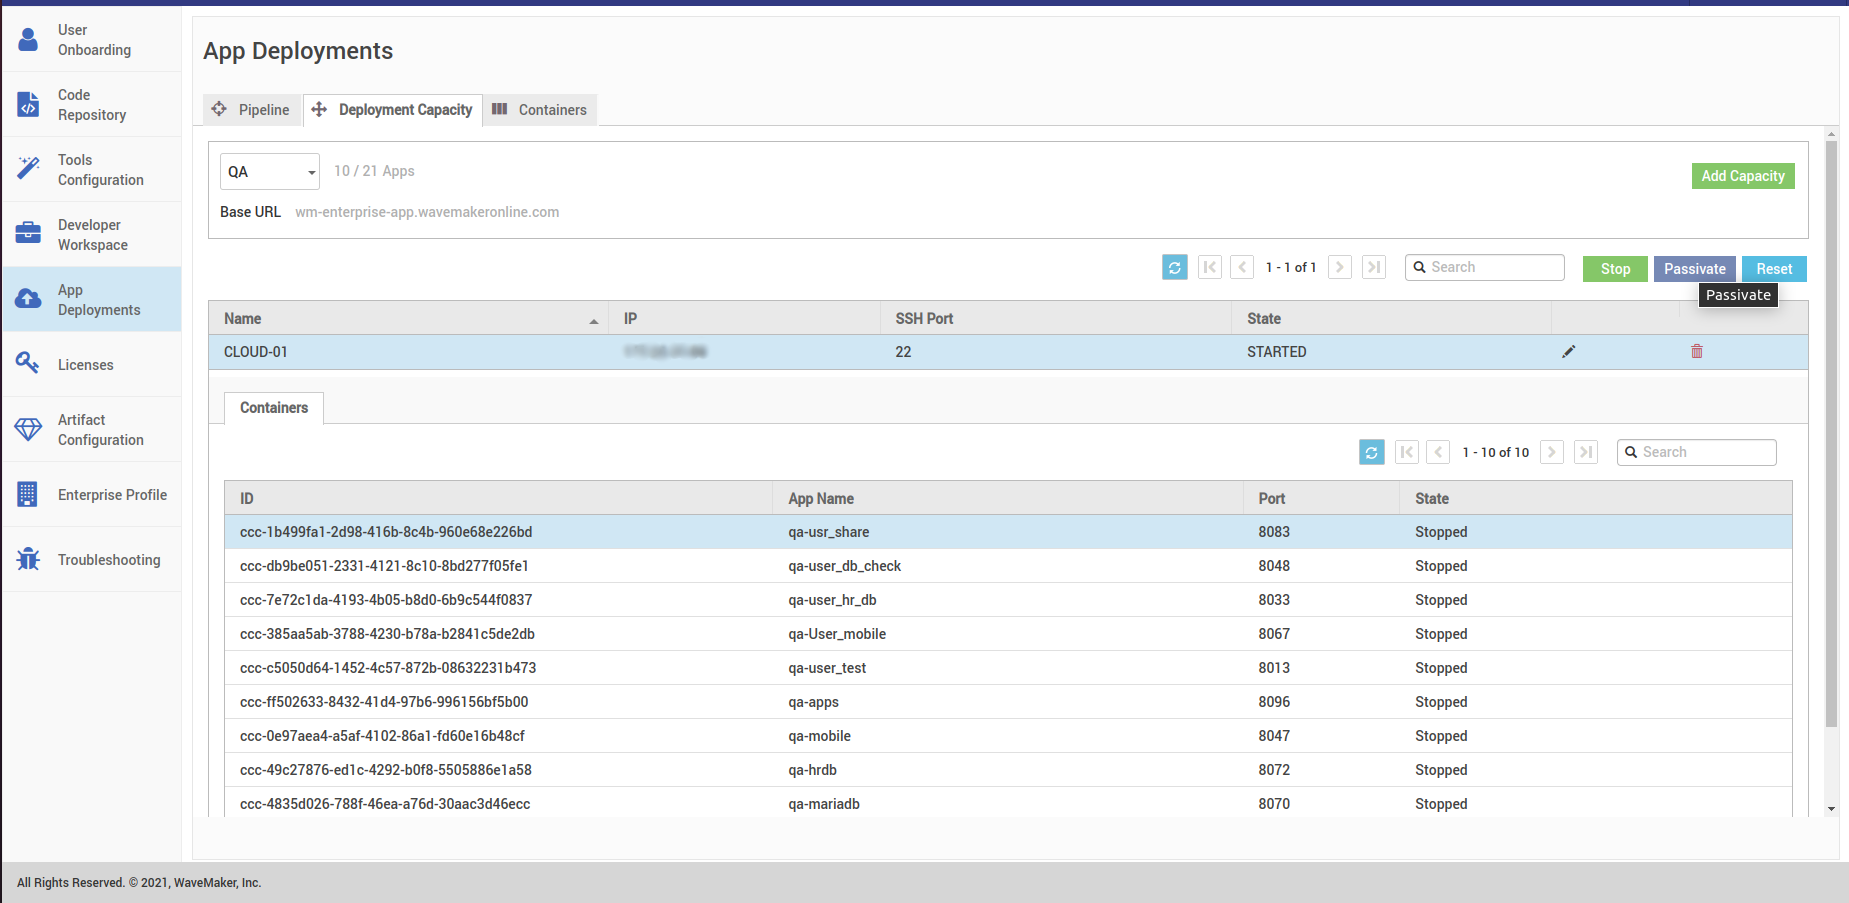 User
Onboarding
Code
Repository
Tools
Configuration
Developer
Workspace
App
Deployments
Licenses
Artifact
Configuration
Enterprise Profile
Troubleshooting
App Deployments
Pipeline Deployment Capacity Containers
QA 10 / 21 Apps Add Capacity
Base URL wm-enterprise-app.wavemakeronline.com
1 - 1 of 1 Search Stop Passivate Reset
Passivate
Name IP SSH Port State
CLOUD-01 22 STARTED
Containers
1 - 10 of 10 Search
ID App Name Port State
ccc-1b499fa1-2d98-416b-8c4b-960e68e226bd qa-usr_share 8083 Stopped
ccc-db9be051-2331-4121-8c10-8bd277f05fe1 qa-user_db_check 8048 Stopped
ccc-7e72c1da-4193-4b05-b8d0-6b9c544f0837 qa-user_hr_db 8033 Stopped
ccc-385aa5ab-3788-4230-b78a-b2841c5de2db qa-User_mobile 8067 Stopped
ccc-c5050d64-1452-4c57-872b-08632231b473 qa-user_test 8013 Stopped
ccc-ff502633-8432-41d4-97b6-996156bf5b00 qa-apps 8096 Stopped
ccc-0e97aea4-a5af-4102-86a1-fd60e16b48cf qa-mobile 8047 Stopped
ccc-49c27876-ed1c-4292-b0f8-5505886e1a58 qa-hrdb 8072 Stopped
ccc-4835d026-788f-46ea-a76d-30aac3d46ecc qa-mariadb 8070 Stopped
All Rights Reserved. © 2021, WaveMaker, Inc.